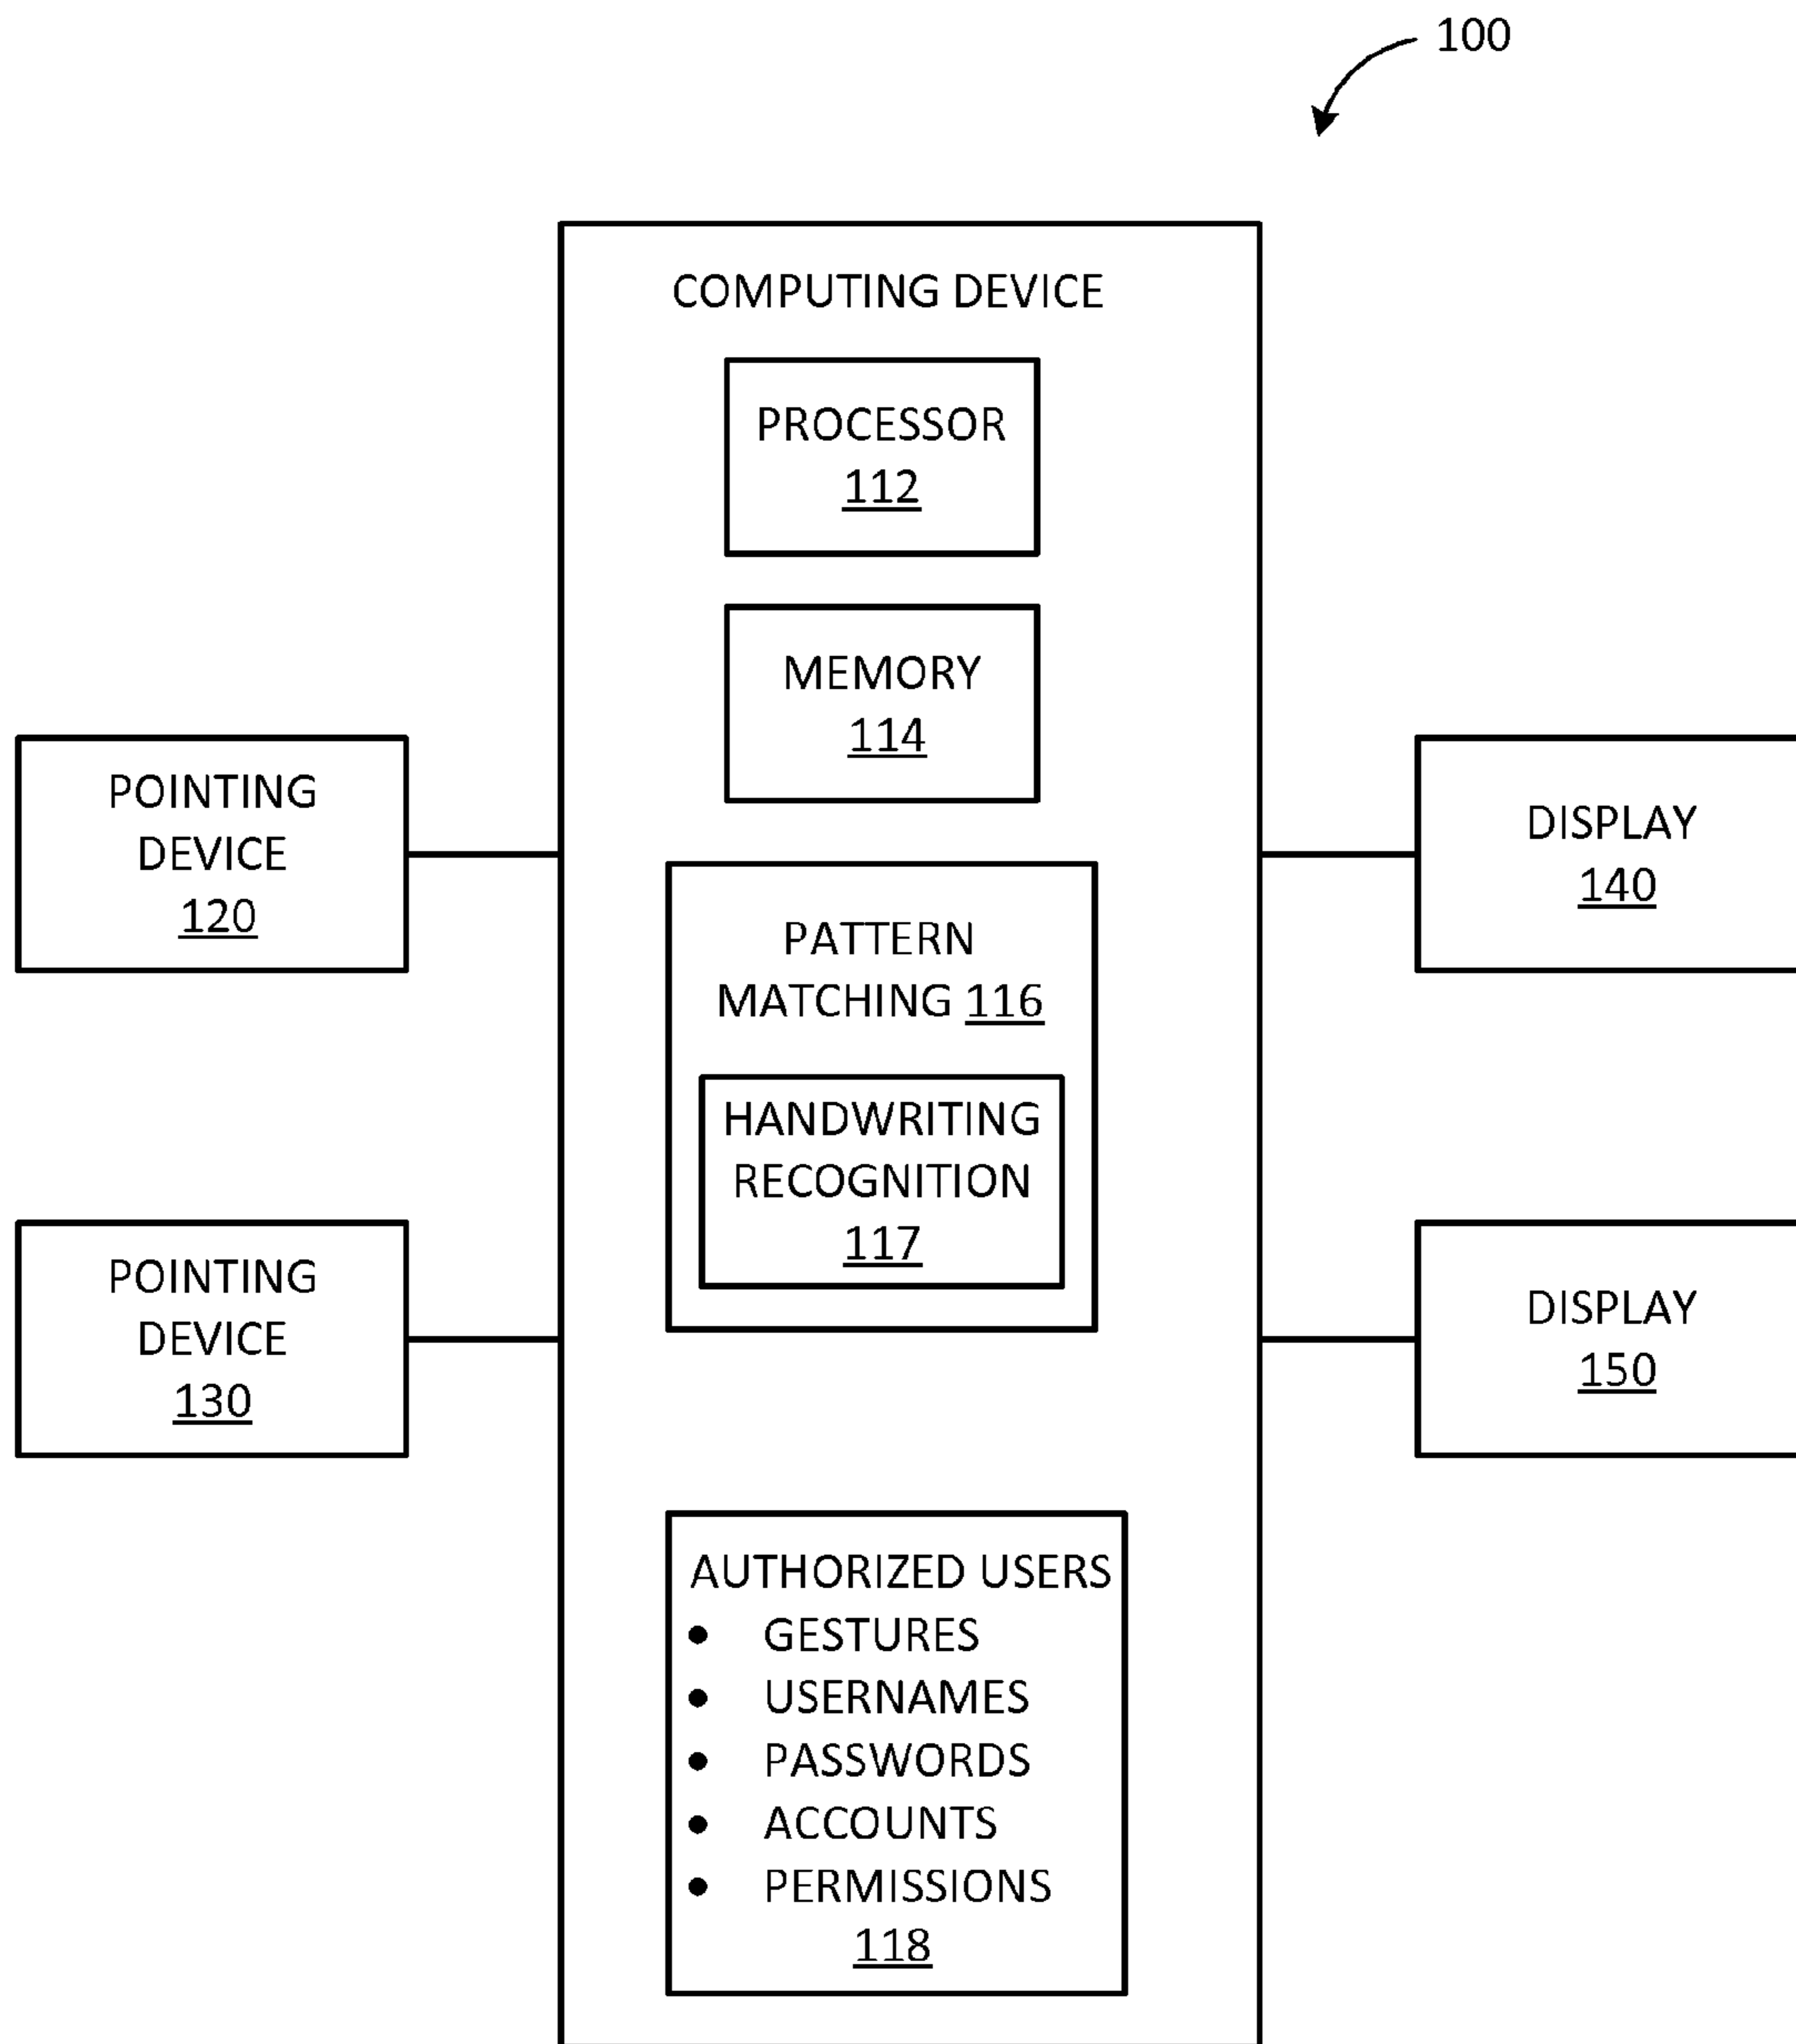 100
COMPUTING DEVICE
PROCESSOR
112
MEMORY
114
POINTING
DEVICE
120
DISPLAY
140
PATTERN
MATCHING 116
HANDWRITING
RECOGNITION
117
POINTING
DEVICE
130
DISPLAY
150
AUTHORIZED USERS
• GESTURES
• USERNAMES
• PASSWORDS
• ACCOUNTS
• PERMISSIONS
118